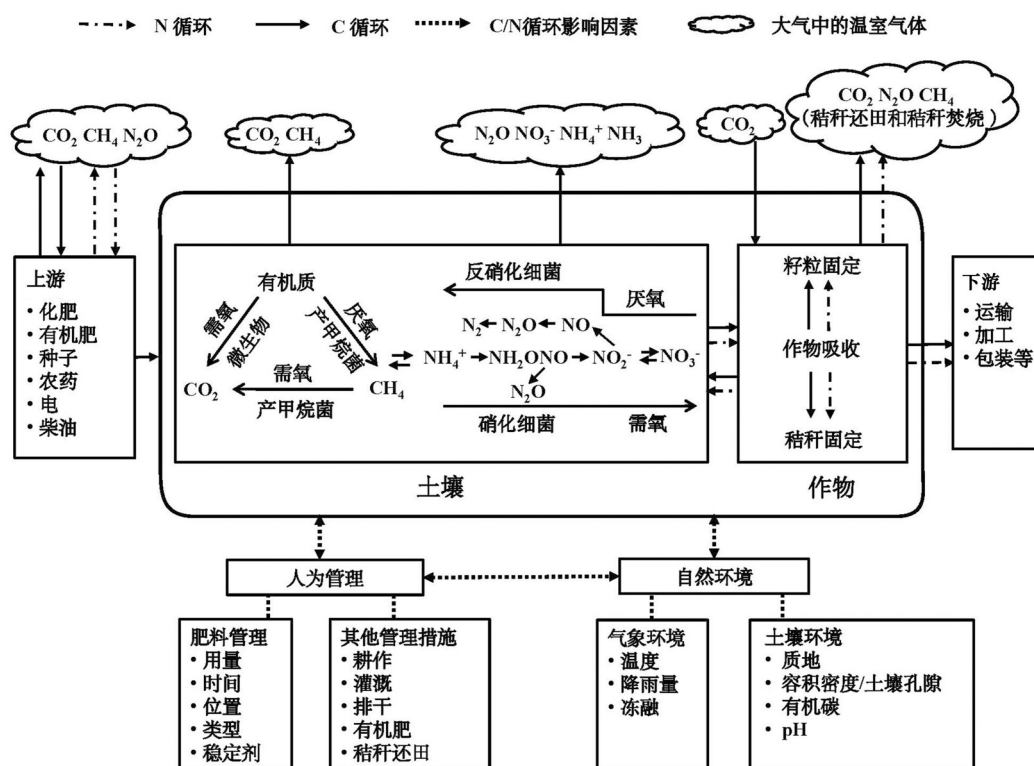 N 循环
C 循环
C/N循环影响因素
大气中的温室气体
CO₂ CH₄ N₂O
CO₂ CH₄
N₂O NO₃⁻ NH₄⁺ NH₃
CO₂
CO₂ N₂O CH₄
(秸秆还田和秸秆焚烧)
上游
· 化肥
· 有机肥
· 种子
· 农药
· 电
· 柴油
有机质
需氧
微生物
厌氧
产甲烷菌
CO₂
需氧
产甲烷菌
CH₄
反硝化细菌
厌氧
N₂
N₂O
NO
NH₄⁺
NH₂ONO
NO₂⁻
NO₃⁻
N₂O
硝化细菌
需氧
土壤
籽粒固定
作物吸收
秸秆固定
作物
下游
· 运输
· 加工
· 包装等
人为管理
自然环境
肥料管理
· 用量
· 时间
· 位置
· 类型
· 稳定剂
其他管理措施
· 耕作
· 灌溉
· 排干
· 有机肥
· 秸秆还田
气象环境
· 温度
· 降雨量
· 冻融
土壤环境
· 质地
· 容积密度/土壤孔隙
· 有机碳
· pH